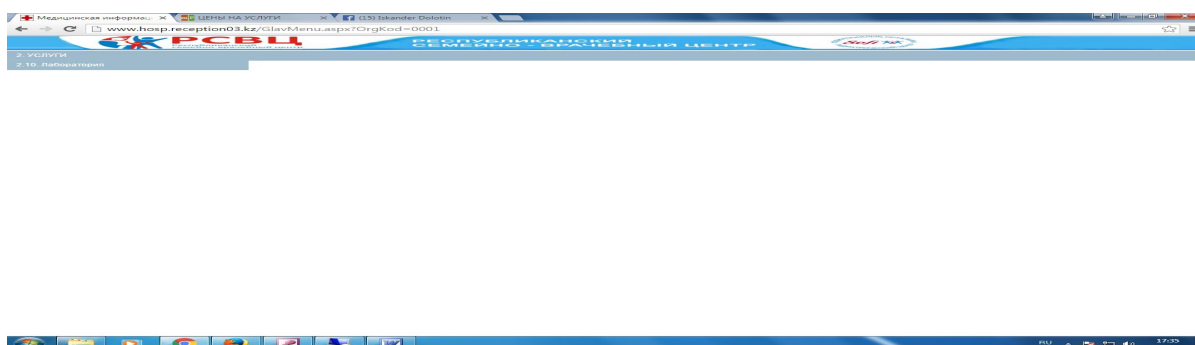 Медицинская информац
ЦЕНЫ НА УСЛУГИ
(15) Iskander Dolotin
www.hosp.reception03.kz/GlavMenu.aspx?OrgKod=0001
РСВЦ
РЕСПУБЛИКАНСКИЙ
СЕМЕЙНО - ВРАЧЕБНЫЙ ЦЕНТР
2. УСЛУГИ
2.10. Лаборатория
RU
17:35